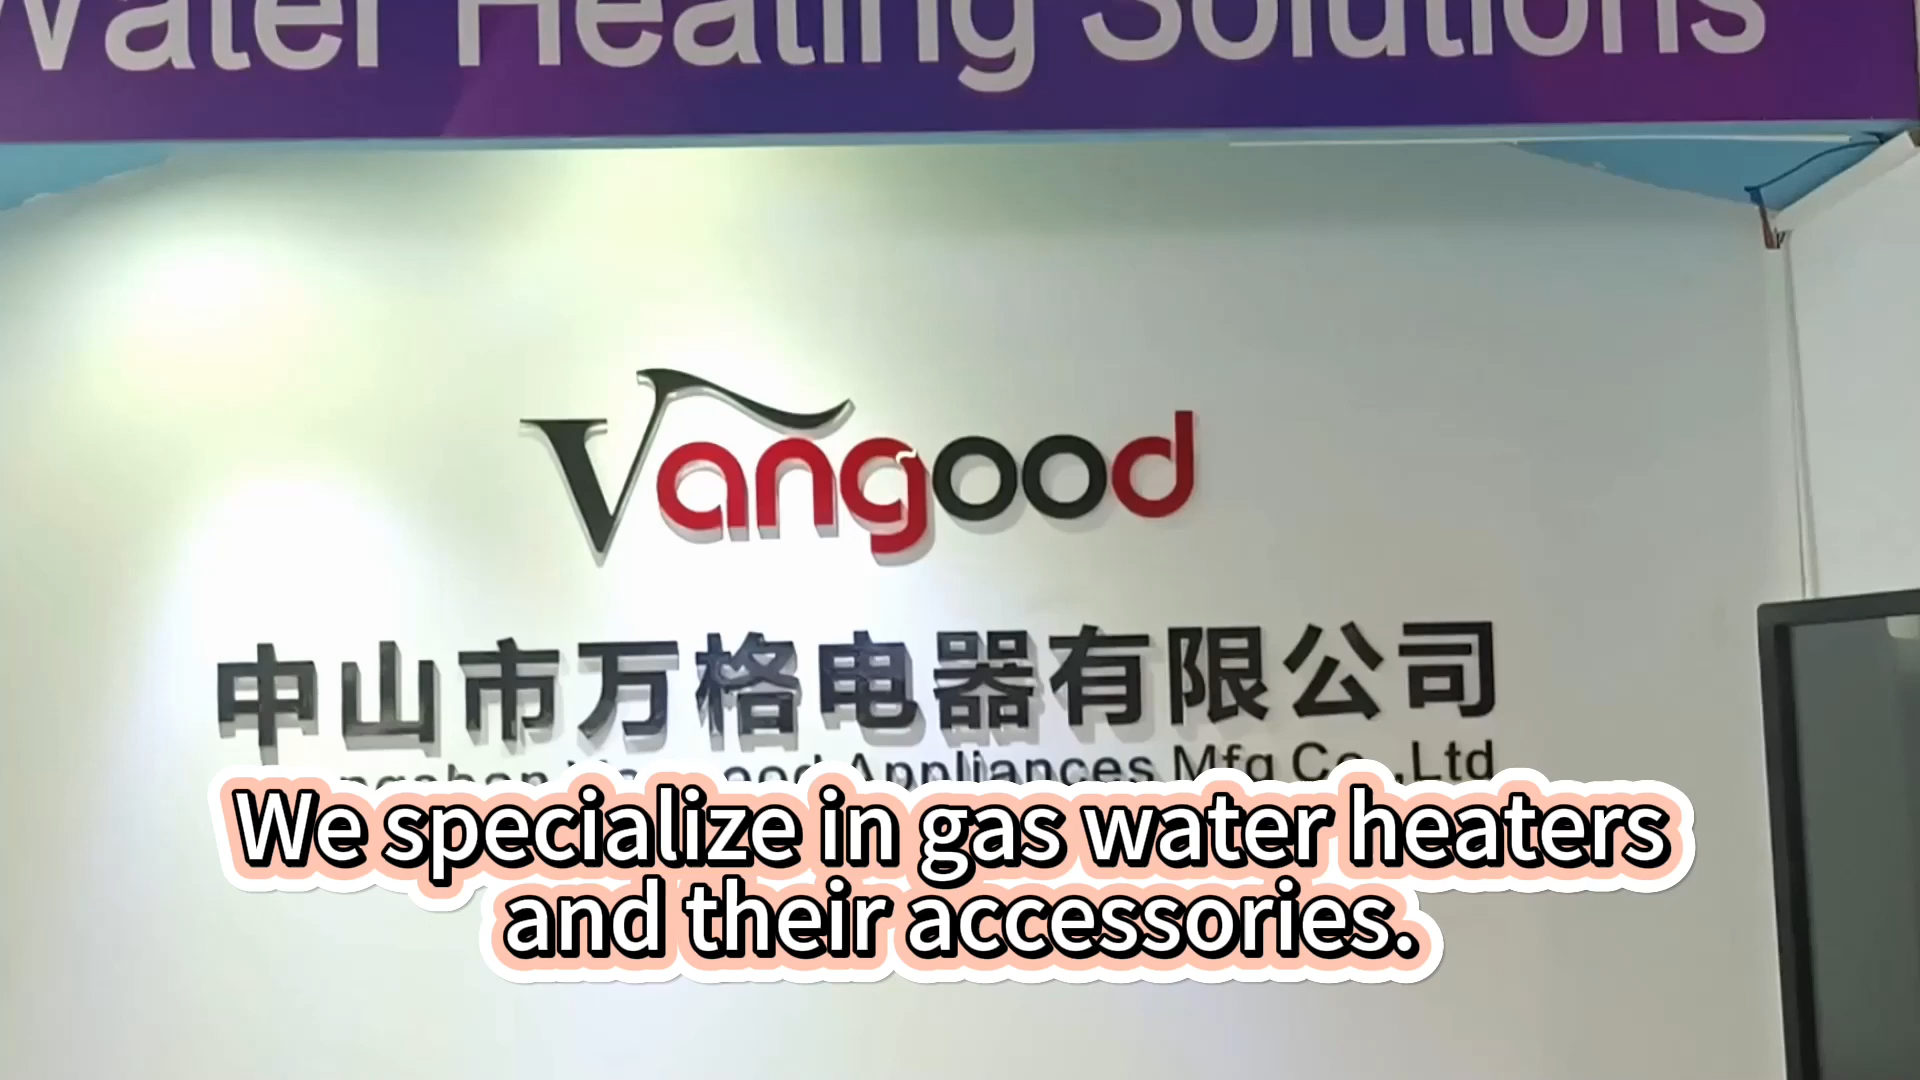 Water Heating Solutions
Vangood
中山市万格电器有限公司
Appliances Mfg Co.,Ltd
We specialize in gas water heaters
and their accessories.